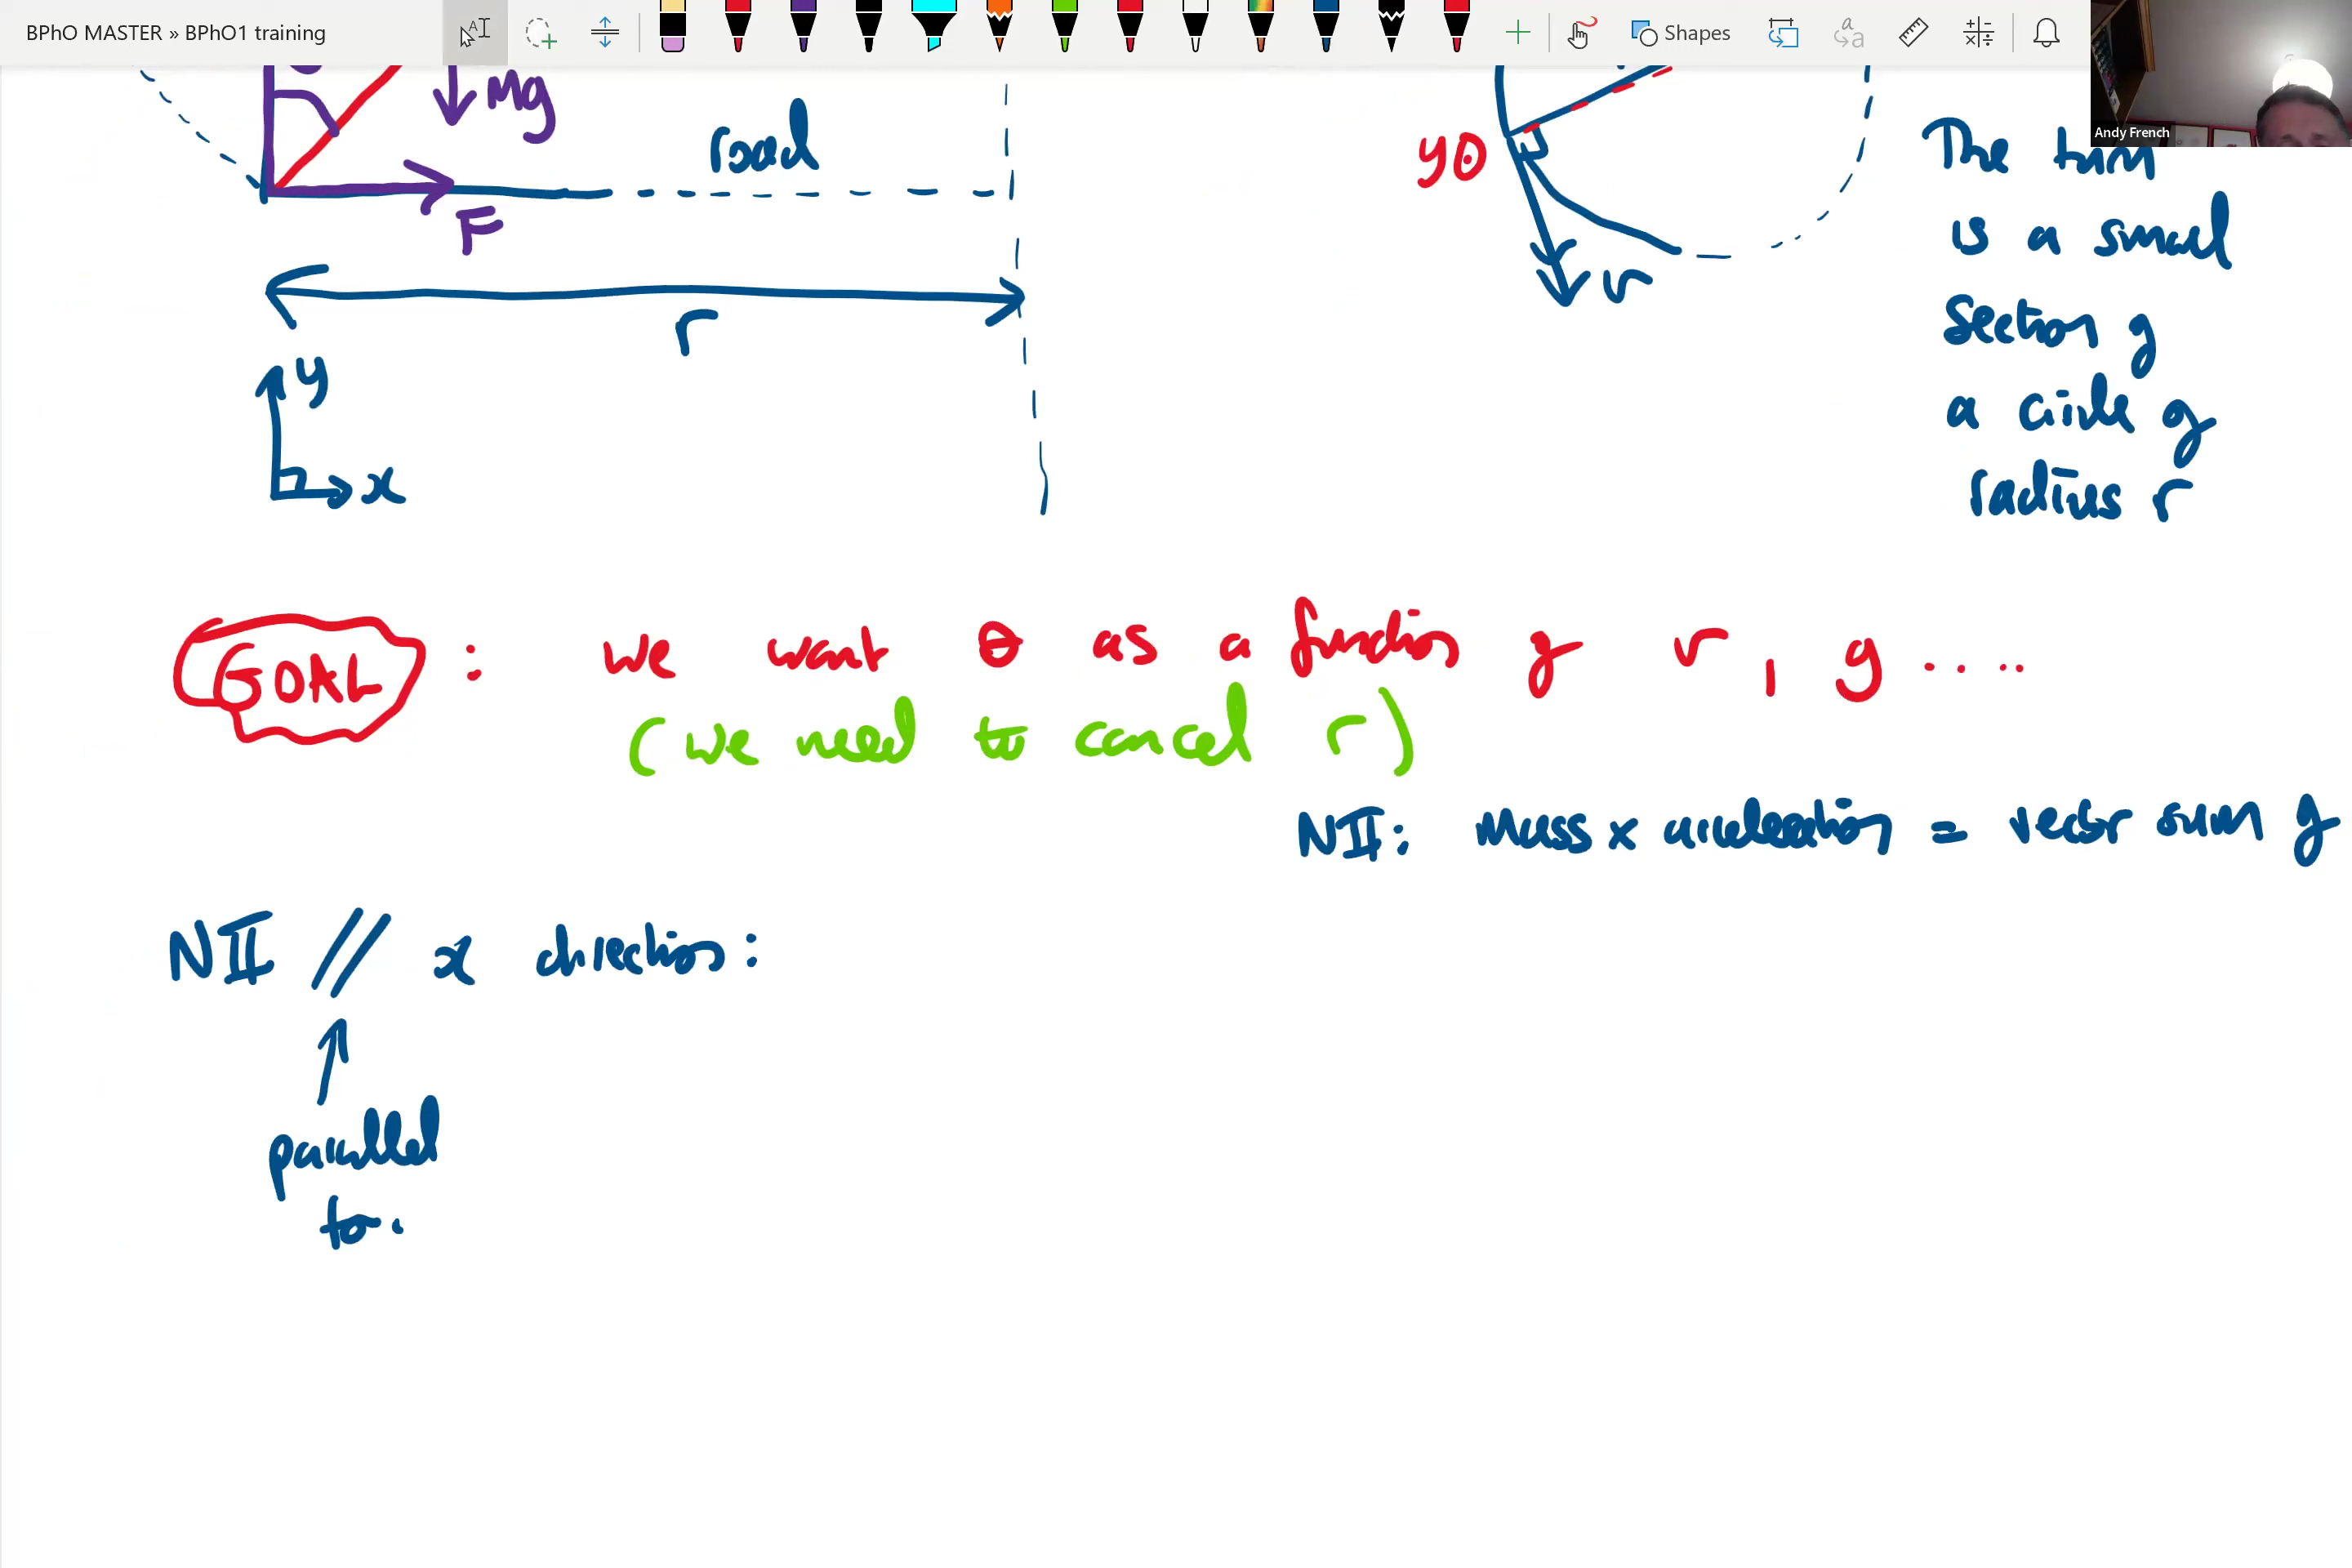 BPhO MASTER » BPhO1 training
Shapes
Andy French
Mg
road
F
r
y
x
yo
v
The turn
is a small
section of
a circle of
radius r
GOAL : we want θ as a function of v, g .....
(we need to cancel r)
NII: Mass x acceleration = vector sum of
NII // x direction:
parallel
to.